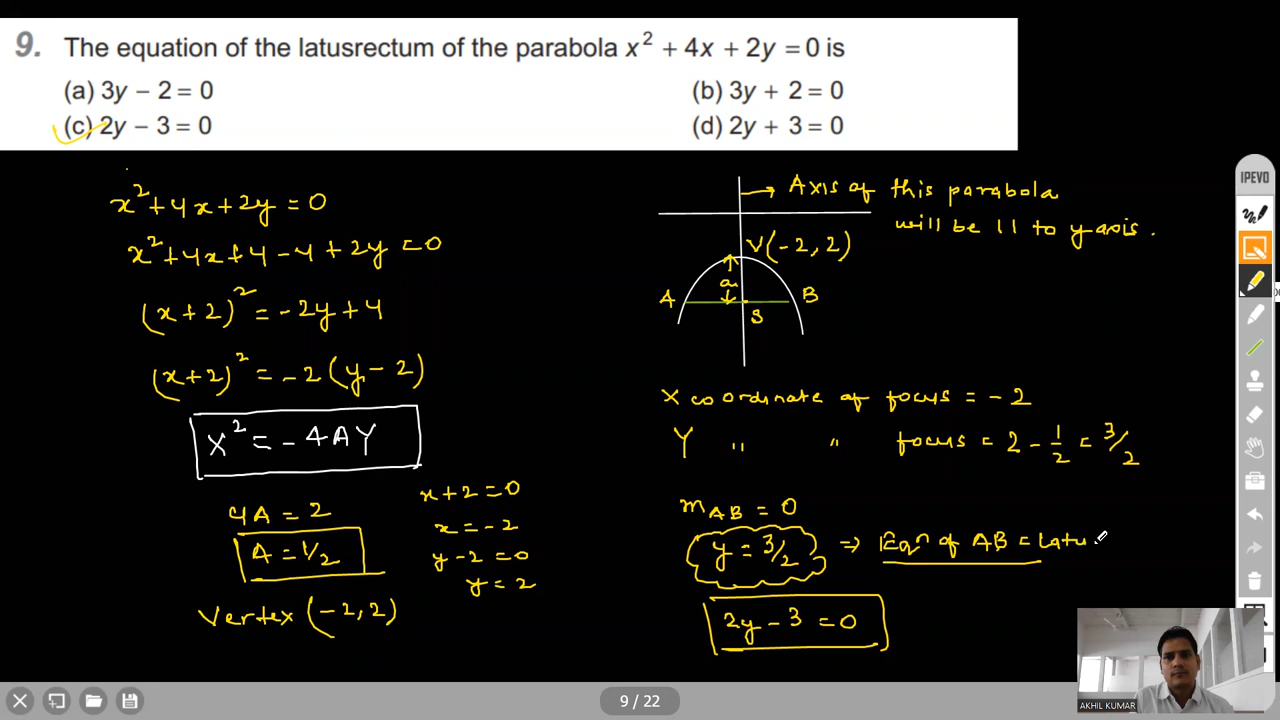 9. The equation of the latusrectum of the parabola x² + 4x + 2y = 0 is
(a) 3y − 2 = 0
(b) 3y + 2 = 0
(c) 2y − 3 = 0
(d) 2y + 3 = 0
x² + 4x + 2y = 0
x² + 4x + 4 − 4 + 2y = 0
(x + 2)² = −2y + 4
(x + 2)² = −2(y − 2)
X² = −4AY
4A = 2
A = 1/2
x + 2 = 0
x = −2
y − 2 = 0
y = 2
Vertex (−2, 2)
Axis of this parabola
will be 11 to y-axis.
V(−2, 2)
a
A
B
S
X coordinate of focus = −2
Y " " focus = 2 − 1/2 = 3/2
m AB = 0
y = 3/2 ⇒ Eqn of AB = Latu
2y − 3 = 0
IPEVO
9 / 22
AKHIL KUMAR